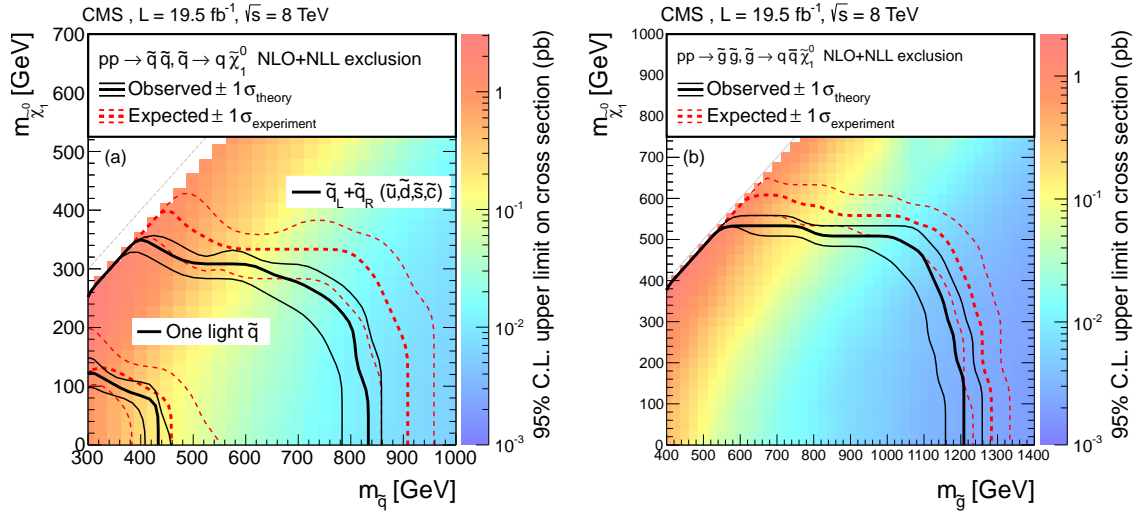 CMS , L = 19.5 fb⁻¹, √s = 8 TeV
m_χ̃₁⁰ [GeV]
700
600
500
400
300
200
100
0
pp → q̃ q̃, q̃ → q χ̃₁⁰ NLO+NLL exclusion
Observed ± 1σ_theory
Expected ± 1σ_experiment
(a)
q̃_L +q̃_R (ũ,d̃,s̃,c̃)
One light q̃
300 400 500 600 700 800 900 1000
m_q̃ [GeV]
1
10⁻¹
10⁻²
10⁻³
95% C.L. upper limit on cross section (pb)
CMS , L = 19.5 fb⁻¹, √s = 8 TeV
m_χ̃₁⁰ [GeV]
1000
900
800
700
600
500
400
300
200
100
0
pp → g̃ g̃, g̃ → q q̄ χ̃₁⁰ NLO+NLL exclusion
Observed ± 1σ_theory
Expected ± 1σ_experiment
(b)
400 500 600 700 800 900 1000 1100 1200 1300 1400
m_g̃ [GeV]
1
10⁻¹
10⁻²
10⁻³
95% C.L. upper limit on cross section (pb)